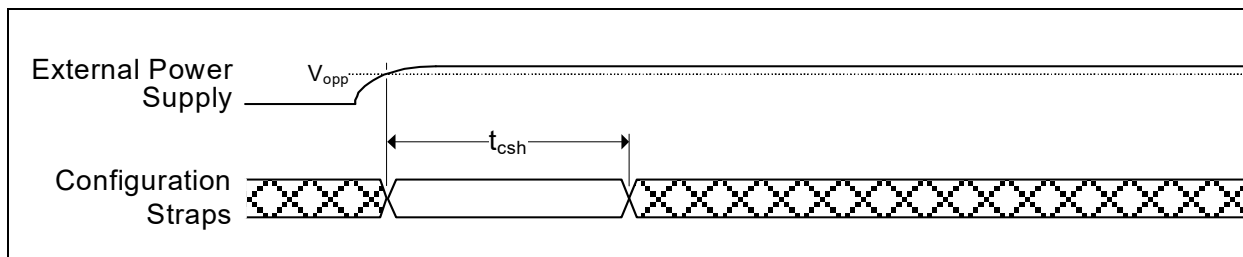 External Power
Supply
Vopp
tcsh
Configuration
Straps